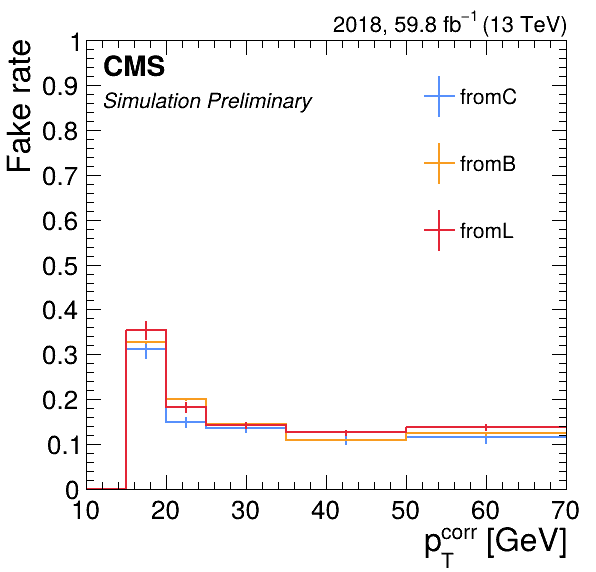 2018, 59.8 fb⁻¹ (13 TeV)
CMS
Simulation Preliminary
fromC
fromB
fromL
Fake rate
1
0.9
0.8
0.7
0.6
0.5
0.4
0.3
0.2
0.1
0
10 20 30 40 50 60 70
p_T^corr [GeV]